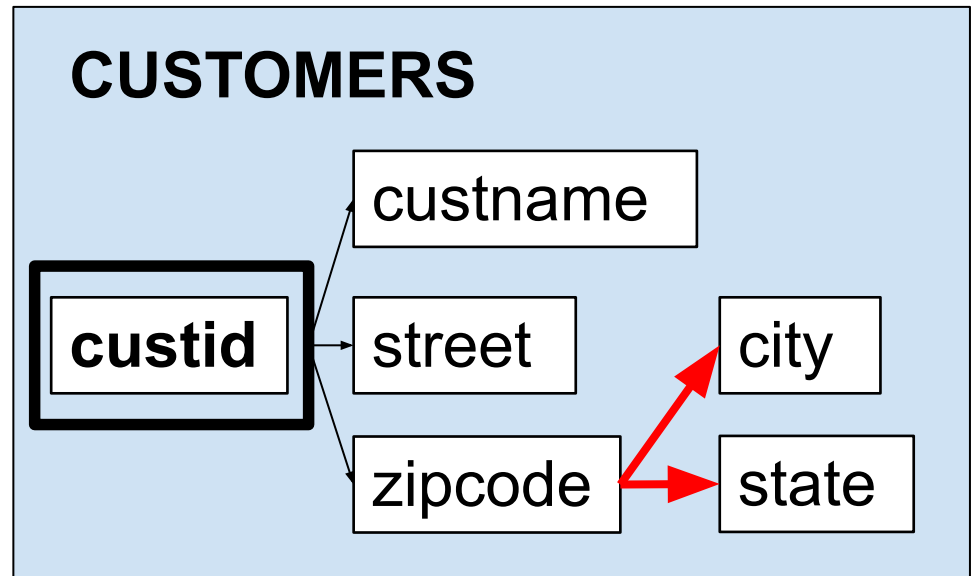 CUSTOMERS
custname
custid
street
city
zipcode
state